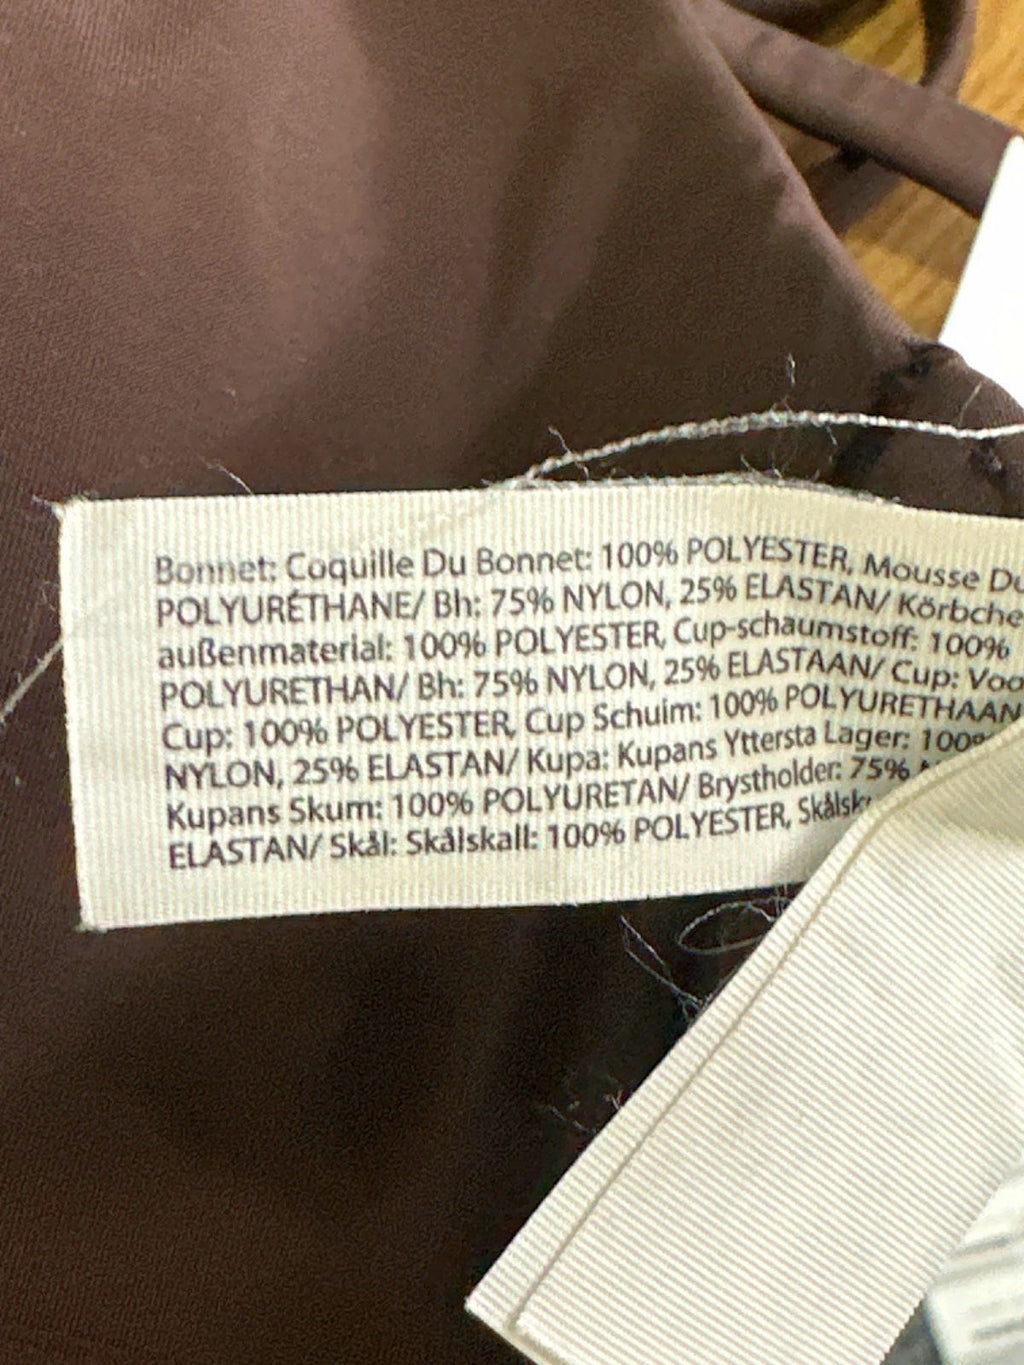 Bonnet: Coquille Du Bonnet: 100% POLYESTER, Mousse Du
POLYURÉTHANE/ Bh: 75% NYLON, 25% ELASTAN/ Körbche
außenmaterial: 100% POLYESTER, Cup-schaumstoff: 100%
POLYURETHAN/ Bh: 75% NYLON, 25% ELASTAAN/ Cup: Voo
Cup: 100% POLYESTER, Cup Schuim: 100% POLYURETHAAN
NYLON, 25% ELASTAN/ Kupa: Kupans Yttersta Lager: 100%
Kupans Skum: 100% POLYURETAN/ Brystholder: 75%
ELASTAN/ Skål: Skålskall: 100% POLYESTER,